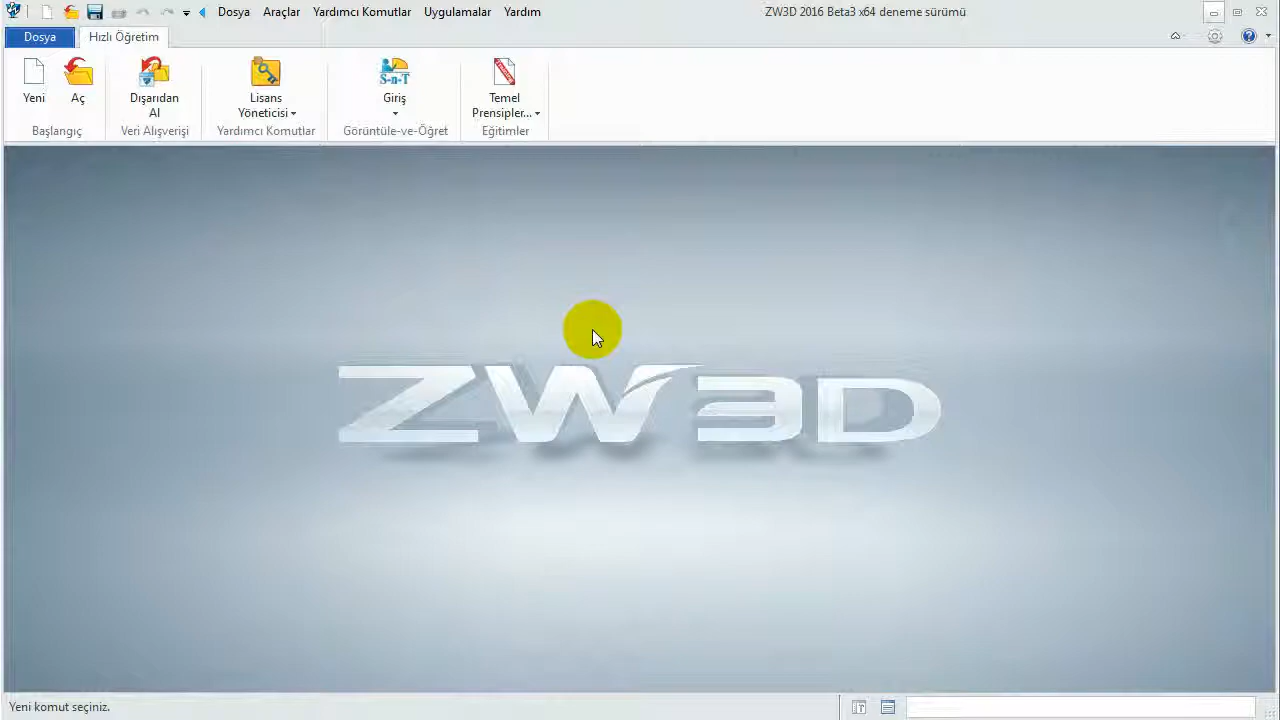 Dosya Araçlar Yardımcı Komutlar Uygulamalar Yardım ZW3D 2016 Beta3 x64 deneme sürümü
Dosya Hızlı Öğretim
Yeni
Aç
Dışarıdan
Al
Lisans
Yöneticisi
S-n-T
Giriş
Temel
Prensipler...
Başlangıç Veri Alışverişi Yardımcı Komutlar Görüntüle-ve-Öğret Eğitimler
ZW3D
Yeni komut seçiniz.